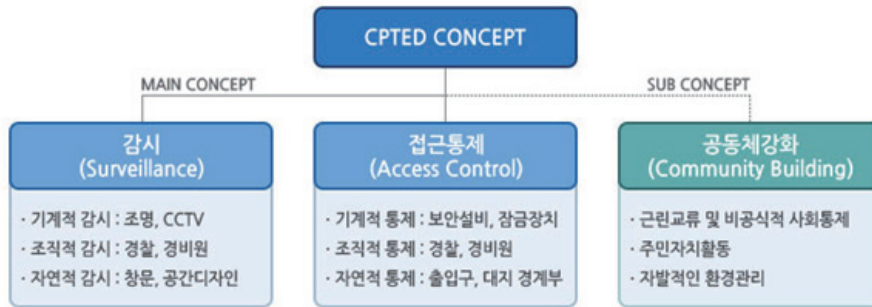 CPTED CONCEPT
MAIN CONCEPT
SUB CONCEPT
감시
(Surveillance)
· 기계적 감시 : 조명, CCTV
· 조직적 감시 : 경찰, 경비원
· 자연적 감시 : 창문, 공간디자인
접근통제
(Access Control)
· 기계적 통제 : 보안설비, 잠금장치
· 조직적 통제 : 경찰, 경비원
· 자연적 통제 : 출입구, 대지 경계부
공동체강화
(Community Building)
· 근린교류 및 비공식적 사회통제
· 주민자치활동
· 자발적인 환경관리